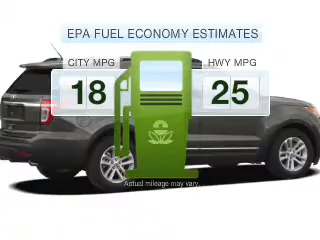 EPA FUEL ECONOMY ESTIMATES
CITY MPG
HWY MPG
18
25
Actual mileage may vary.